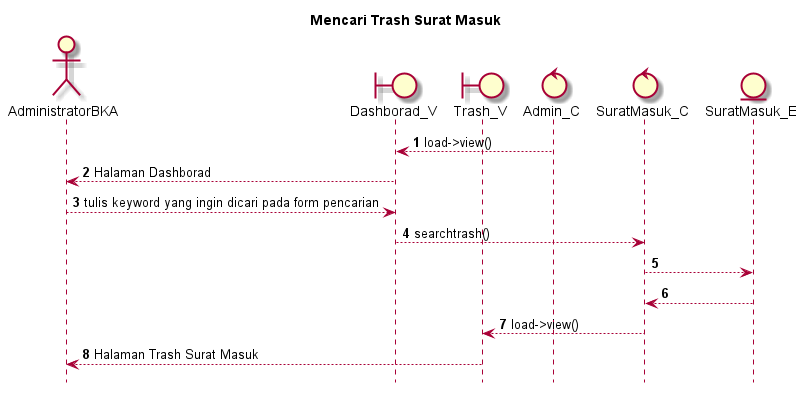 Mencari Trash Surat Masuk
AdministratorBKA
Dashborad_V
Trash_V
Admin_C
SuratMasuk_C
SuratMasuk_E
1 load->view()
2 Halaman Dashborad
3 tulis keyword yang ingin dicari pada form pencarian
4 searchtrash()
5
6
7 load->view()
8 Halaman Trash Surat Masuk